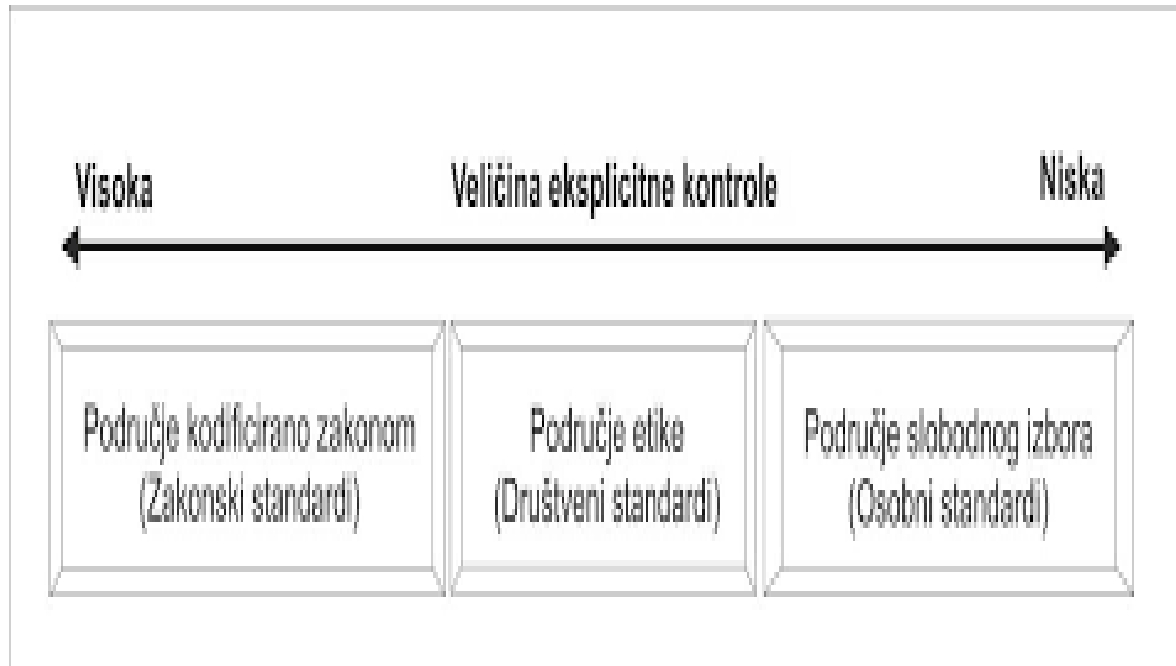 Visoka Veličina eksplicitne kontrole Niska
Područje kodificirano zakonom
(Zakonski standardi)
Područje etike
(Društveni standardi)
Područje slobodnog izbora
(Osobni standardi)